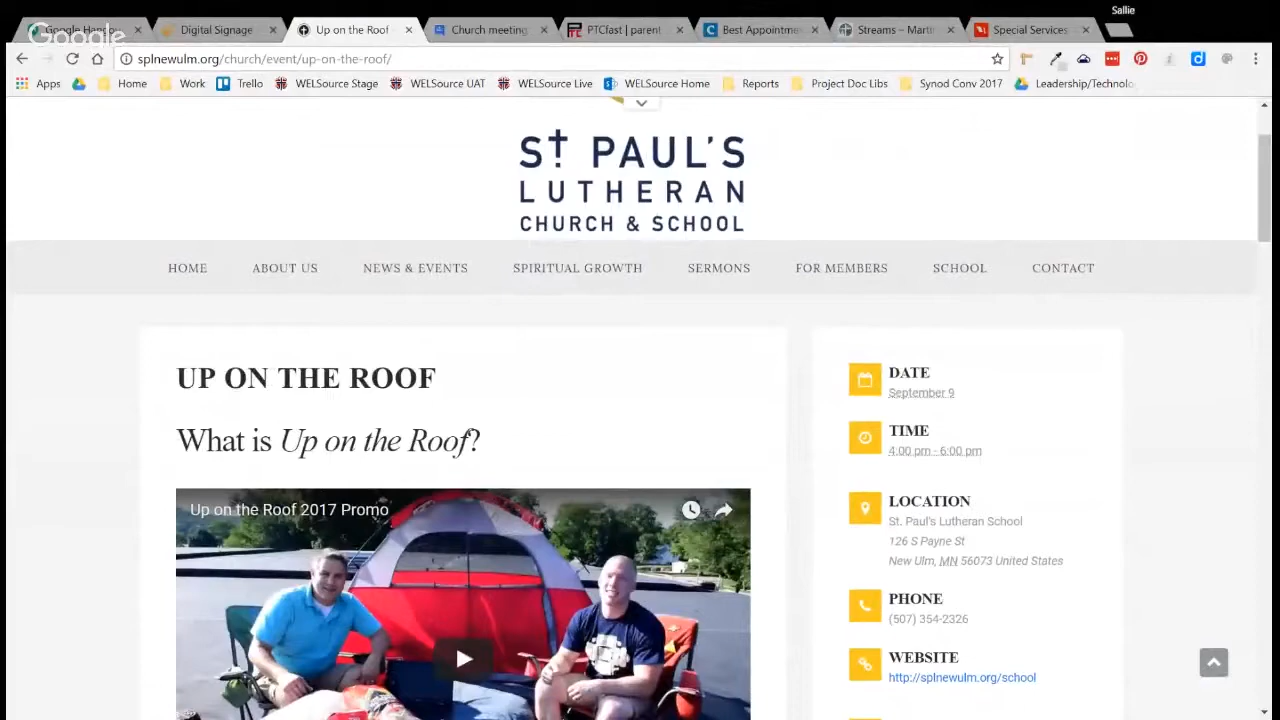 Sallie
Google Hang
Digital Signage
Up on the Roof
Church meeting
PTCfast | parent
Best Appointme
Streams – Marti
Special Services
Google
splnewulm.org/church/event/up-on-the-roof/
Apps
Home
Work
Trello
WELSource Stage
WELSource UAT
WELSource Live
WELSource Home
Reports
Project Doc Libs
Synod Conv 2017
Leadership/Technolo
ST PAUL'S
LUTHERAN
CHURCH & SCHOOL
HOME ABOUT US NEWS & EVENTS SPIRITUAL GROWTH SERMONS FOR MEMBERS SCHOOL CONTACT
UP ON THE ROOF
What is Up on the Roof?
Up on the Roof 2017 Promo
DATE
September 9
TIME
4:00 pm - 6:00 pm
LOCATION
St. Paul's Lutheran School
126 S Payne St
New Ulm, MN 56073 United States
PHONE
(507) 354-2326
WEBSITE
http://splnewulm.org/school